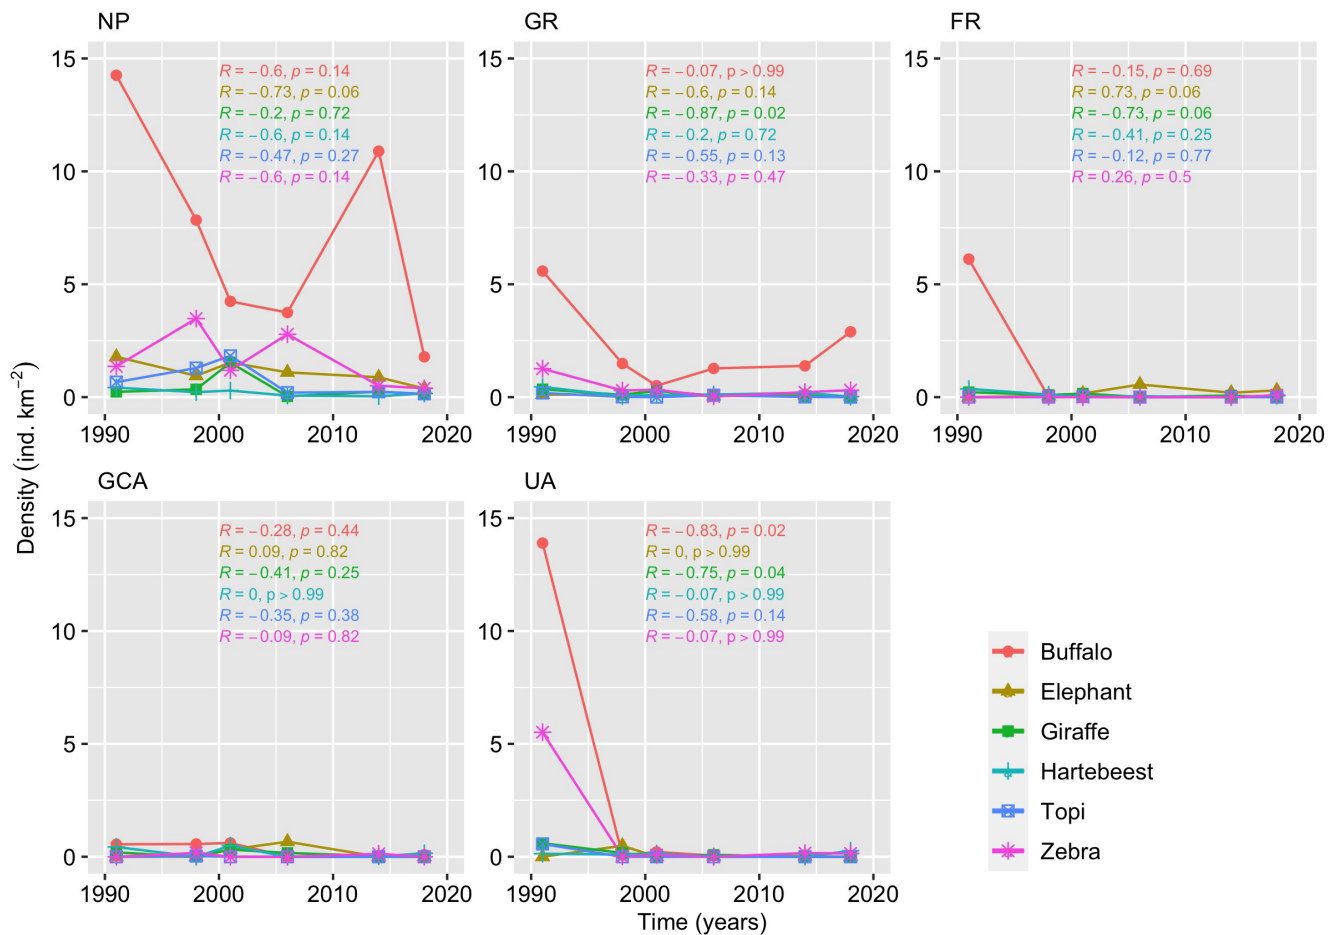 NP
15
10
5
0
1990 2000 2010 2020
R = −0.6, p = 0.14
R = −0.73, p = 0.06
R = −0.2, p = 0.72
R = −0.6, p = 0.14
R = −0.47, p = 0.27
R = −0.6, p = 0.14
GR
15
10
5
0
1990 2000 2010 2020
R = −0.07, p > 0.99
R = −0.6, p = 0.14
R = −0.87, p = 0.02
R = −0.2, p = 0.72
R = −0.55, p = 0.13
R = −0.33, p = 0.47
FR
15
10
5
0
1990 2000 2010 2020
R = −0.15, p = 0.69
R = 0.73, p = 0.06
R = −0.73, p = 0.06
R = −0.41, p = 0.25
R = −0.12, p = 0.77
R = 0.26, p = 0.5
Density (ind. km⁻²)
GCA
15
10
5
0
1990 2000 2010 2020
R = −0.28, p = 0.44
R = 0.09, p = 0.82
R = −0.41, p = 0.25
R = 0, p > 0.99
R = −0.35, p = 0.38
R = −0.09, p = 0.82
UA
15
10
5
0
1990 2000 2010 2020
R = −0.83, p = 0.02
R = 0, p > 0.99
R = −0.75, p = 0.04
R = −0.07, p > 0.99
R = −0.58, p = 0.14
R = −0.07, p > 0.99
Time (years)
Buffalo
Elephant
Giraffe
Hartebeest
Topi
Zebra